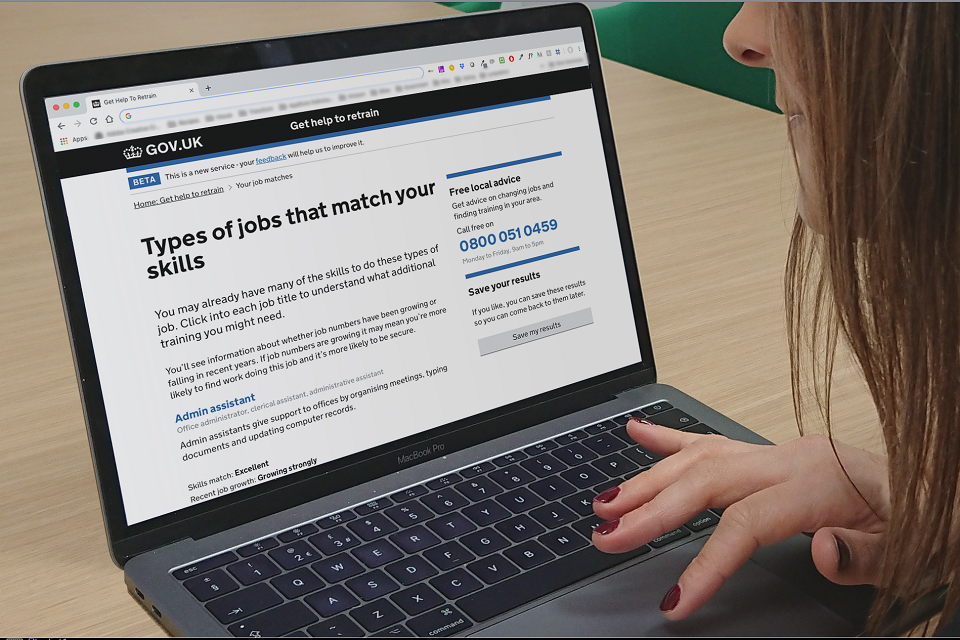 Get Help To Retrain
Apps
GOV.UK
Get help to retrain
BETA This is a new service - your feedback will help us to improve it.
Home: Get help to retrain > Your job matches
Types of jobs that match your
skills
You may already have many of the skills to do these types of
job. Click into each job title to understand what additional
training you might need.
You'll see information about whether job numbers have been growing or
falling in recent years. If job numbers are growing it may mean you're more
likely to find work doing this job and it's more likely to be secure.
Admin assistant
Office administrator, clerical assistant, administrative assistant
Admin assistants give support to offices by organising meetings, typing
documents and updating computer records.
Skills match: Excellent
Recent job growth: Growing strongly
Free local advice
Get advice on changing jobs and
finding training in your area.
Call free on
0800 051 0459
Monday to Friday, 9am to 5pm
Save your results
If you like, you can save these results
so you can come back to them later.
Save my results
MacBook Pro
esc
1 2 3 4 5 6 7 8 9 0
Q W E R T Y U I O P
A S D F G H J K
Z X C V B N
command command option